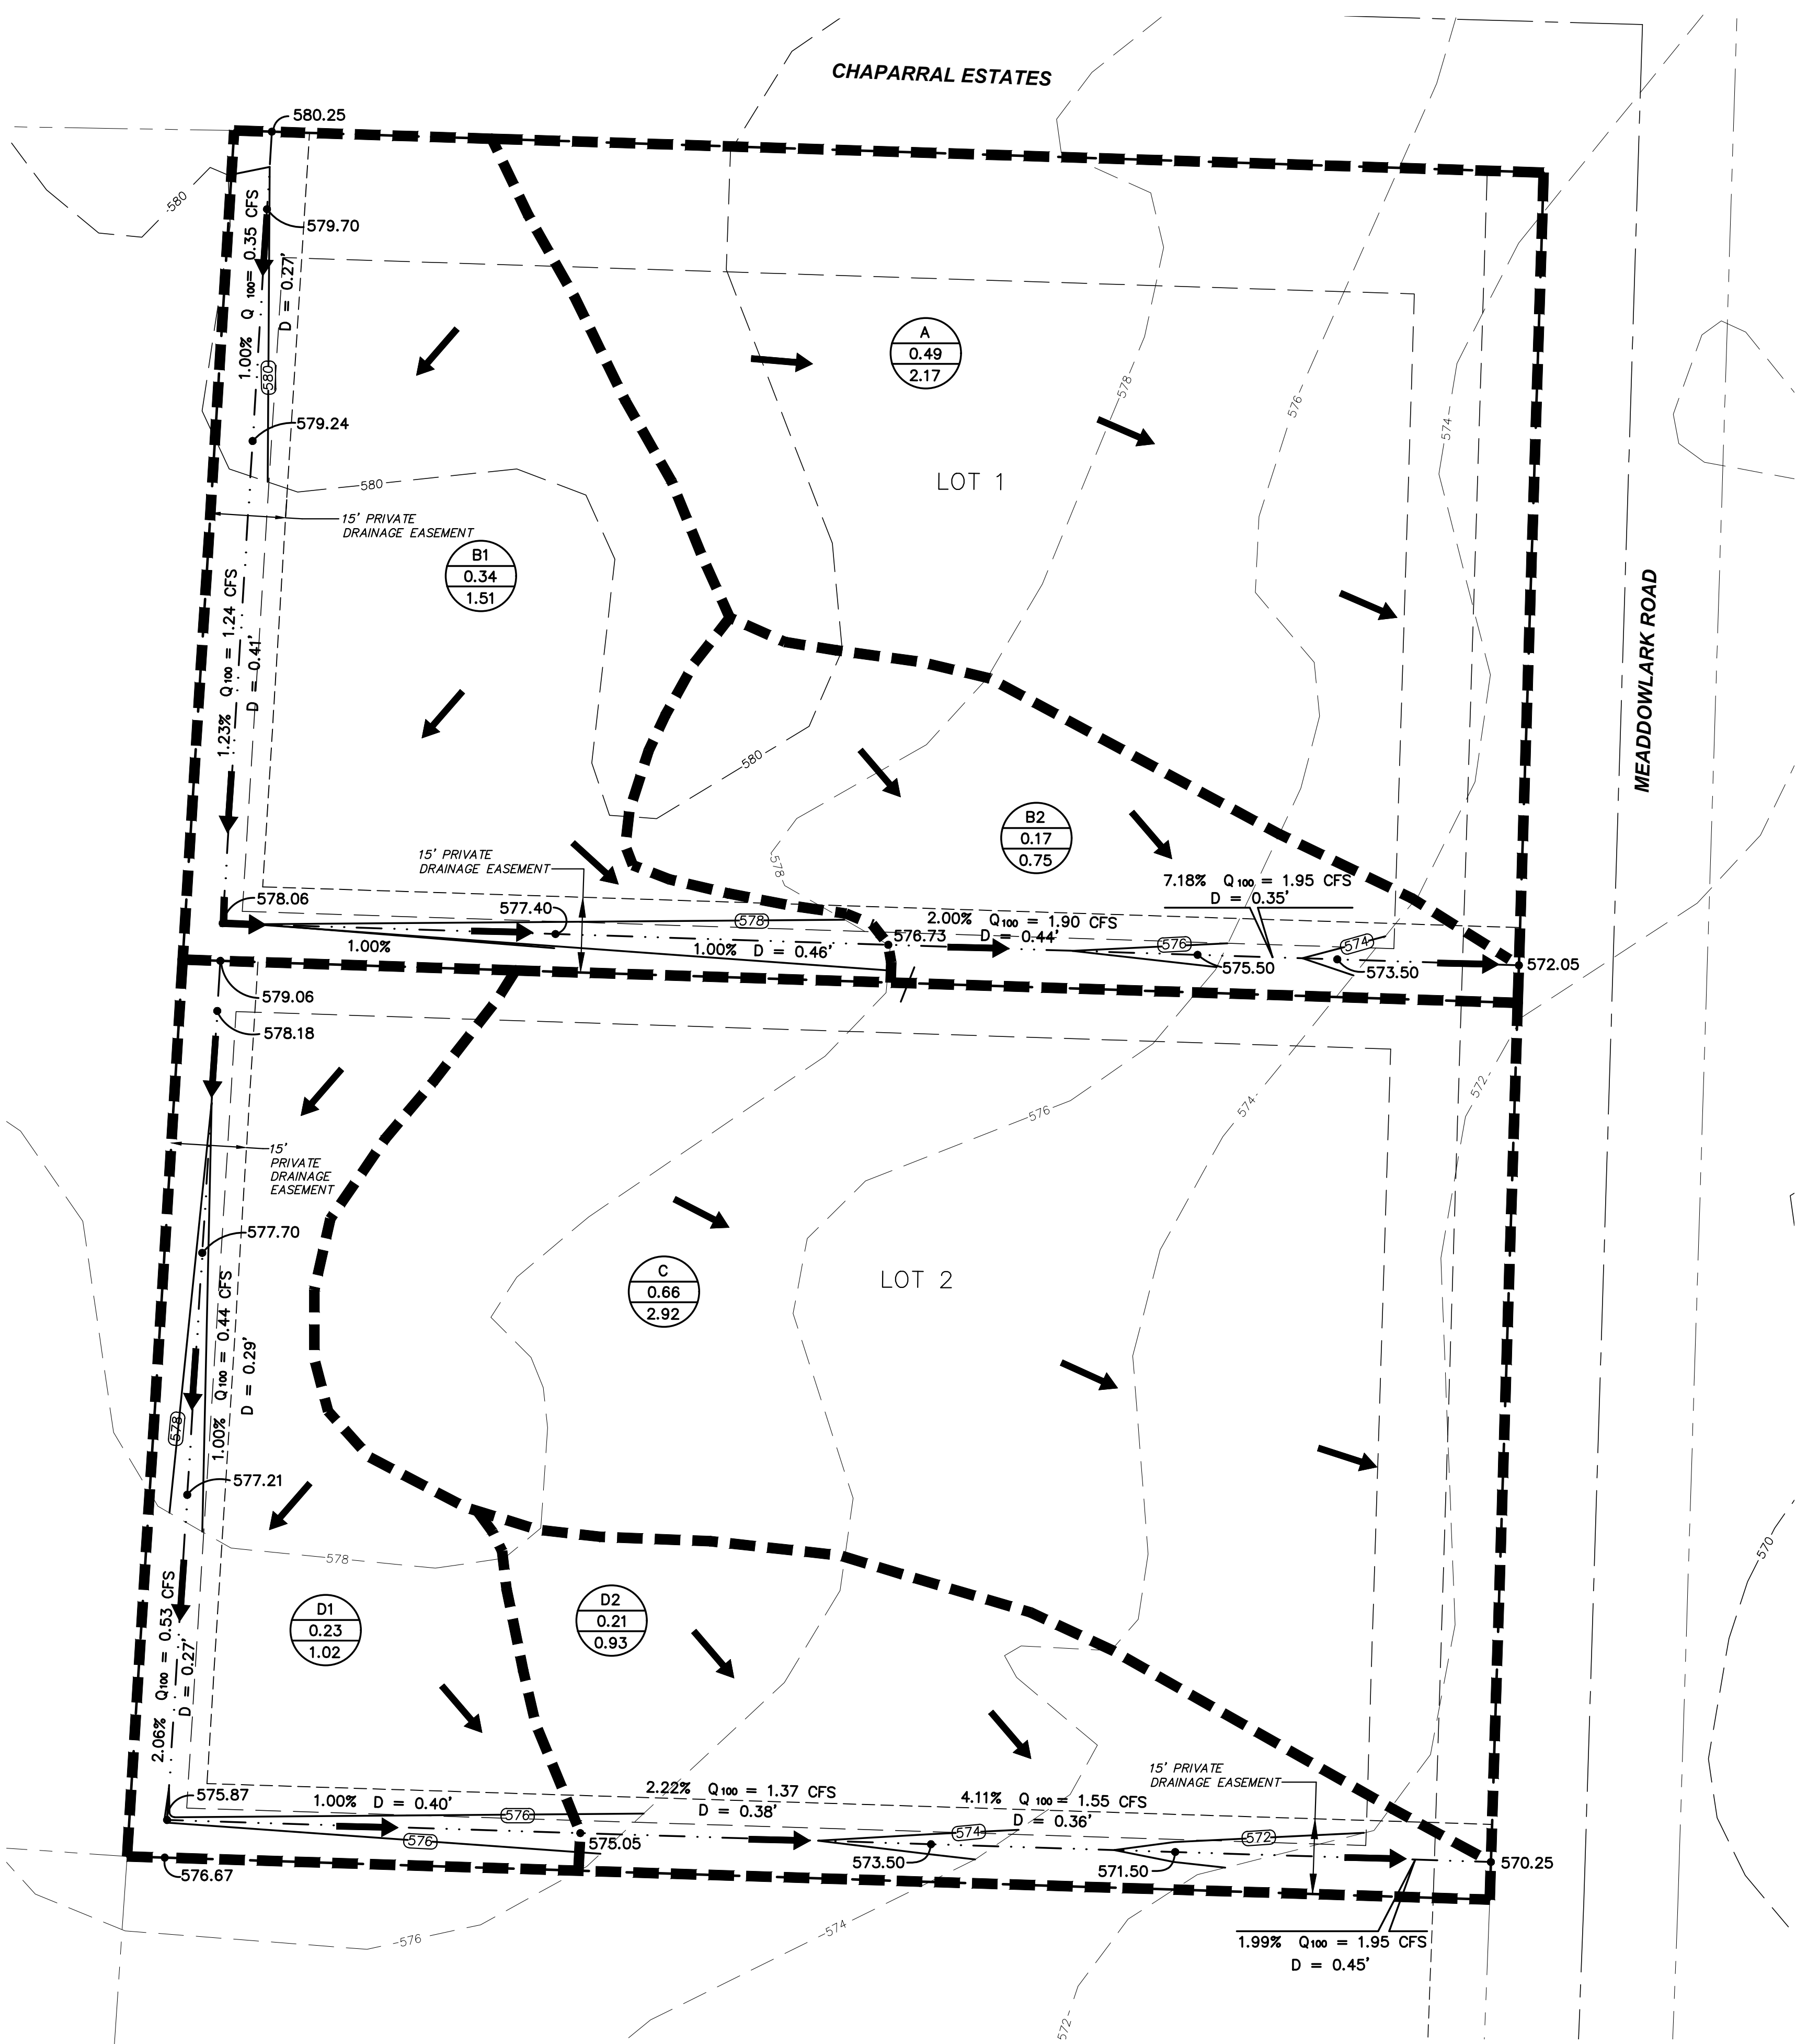 CHAPARRAL ESTATES
580.25
580
579.70
1.00% Q100= 0.35 CFS
D = 0.27'
580
579.24
580
15' PRIVATE
DRAINAGE EASEMENT
A
0.49
2.17
578
576
574
LOT 1
B1
0.34
1.51
1.23% Q100 = 1.24 CFS
D = 0.41'
MEADDOWLARK ROAD
580
B2
0.17
0.75
578
15' PRIVATE
DRAINAGE EASEMENT
7.18% Q100 = 1.95 CFS
D = 0.35'
578.06
577.40
578
2.00% Q100 = 1.90 CFS
D = 0.44'
576.73
1.00%
1.00% D = 0.46'
576
574
575.50
573.50
572.05
579.06
578.18
576
574
572
15'
PRIVATE
DRAINAGE
EASEMENT
577.70
C
0.66
2.92
LOT 2
1.00% Q100 = 0.44 CFS
D = 0.29'
578
577.21
578
570
D1
0.23
1.02
D2
0.21
0.93
2.06% Q100 = 0.53 CFS
D = 0.27'
15' PRIVATE
DRAINAGE EASEMENT
575.87
1.00% D = 0.40'
2.22% Q100 = 1.37 CFS
D = 0.38'
4.11% Q100 = 1.55 CFS
D = 0.36'
576
576
575.05
574
572
573.50
571.50
570.25
576.67
576
574
572
1.99% Q100 = 1.95 CFS
D = 0.45'